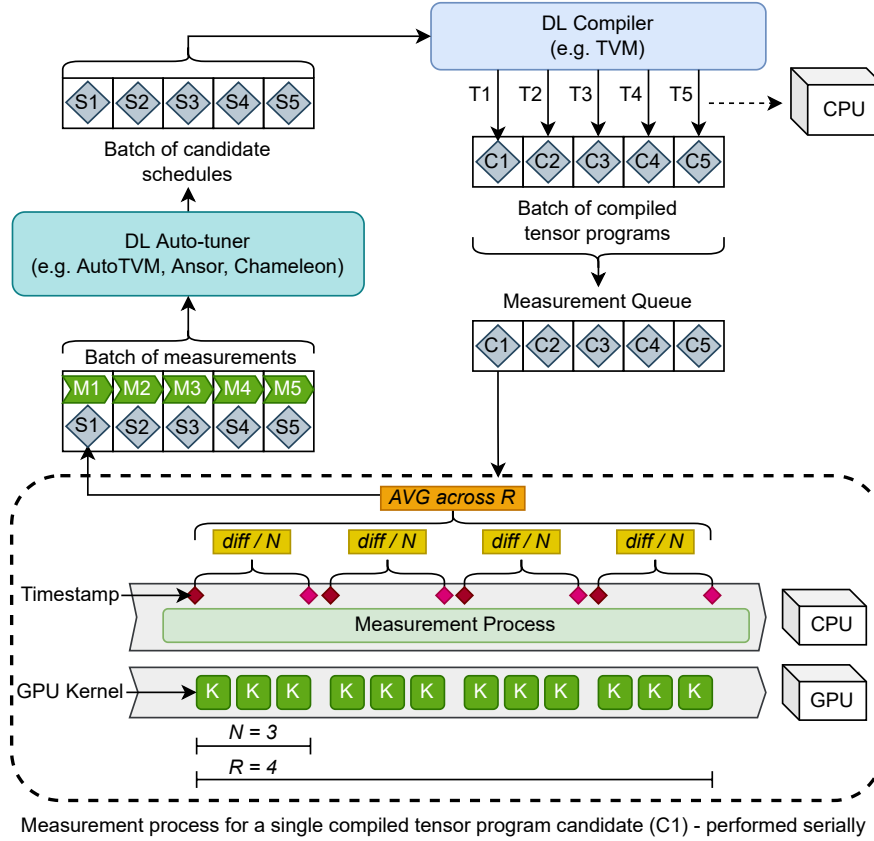 DL Compiler
(e.g. TVM)
S1 S2 S3 S4 S5
T1 T2 T3 T4 T5
CPU
C1 C2 C3 C4 C5
Batch of candidate
schedules
Batch of compiled
tensor programs
DL Auto-tuner
(e.g. AutoTVM, Ansor, Chameleon)
Measurement Queue
C1 C2 C3 C4 C5
Batch of measurements
M1 M2 M3 M4 M5
S1 S2 S3 S4 S5
AVG across R
diff / N diff / N diff / N diff / N
Timestamp
Measurement Process
CPU
GPU Kernel
K K K K K K K K K K K K
GPU
N = 3
R = 4
Measurement process for a single compiled tensor program candidate (C1) - performed serially